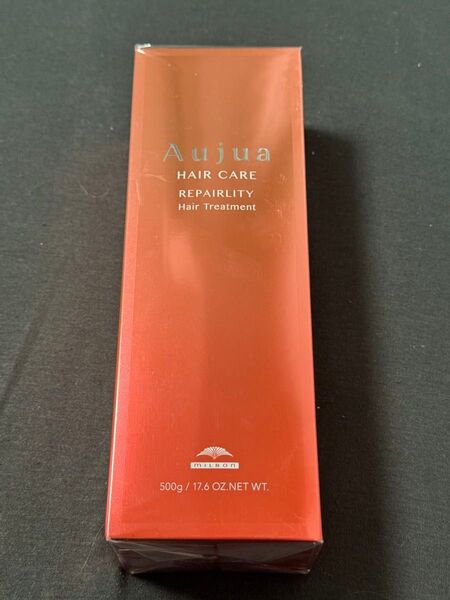 Aujua
HAIR CARE
REPAIRLITY
Hair Treatment
MILBON
500g / 17.6 OZ.NET WT.